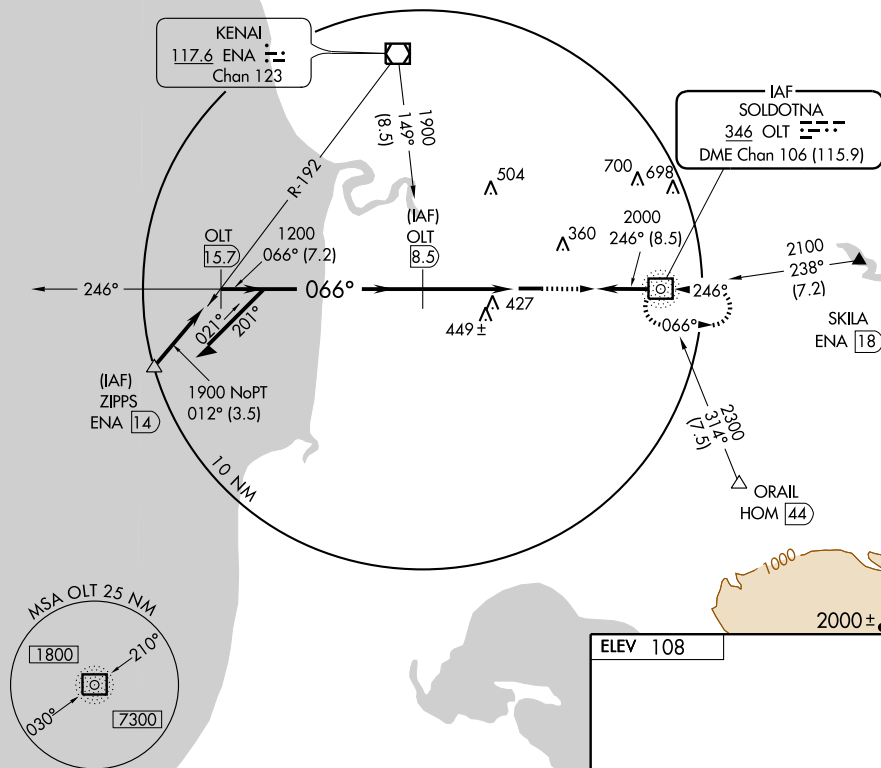 KENAI
117.6 ENA
Chan 123
IAF
SOLDOTNA
346 OLT
DME Chan 106 (115.9)
1900
149°
(8.5)
R-192
504
700
698
(IAF)
OLT
8.5
360
2000
246° (8.5)
OLT
15.7
1200
066° (7.2)
2100
238°
(7.2)
246°
066°
246°
066°
427
449 ±
021°
201°
SKILA
ENA 18
(IAF)
ZIPPS
ENA 14
1900 NoPT
012° (3.5)
2300
314°
(7.5)
10 NM
ORAIL
HOM 44
1000
2000 ±
MSA OLT 25 NM
1800
210°
030°
7300
ELEV 108